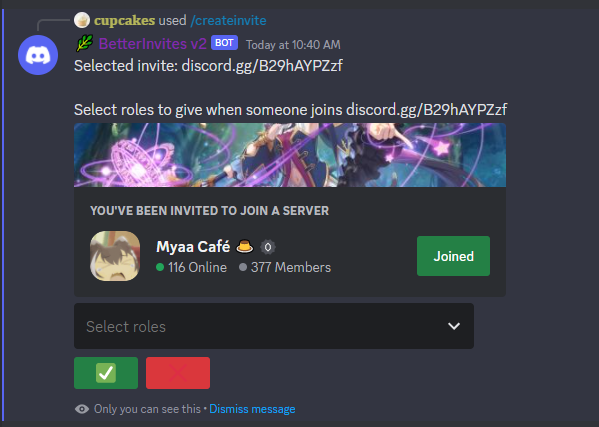 cupcakes used /createinvite
BetterInvites v2 BOT Today at 10:40 AM
Selected invite: discord.gg/B29hAYPZzf
Select roles to give when someone joins discord.gg/B29hAYPZzf
YOU'VE BEEN INVITED TO JOIN A SERVER
Myaa Café 🍮
116 Online 377 Members
Joined
Select roles
Only you can see this • Dismiss message